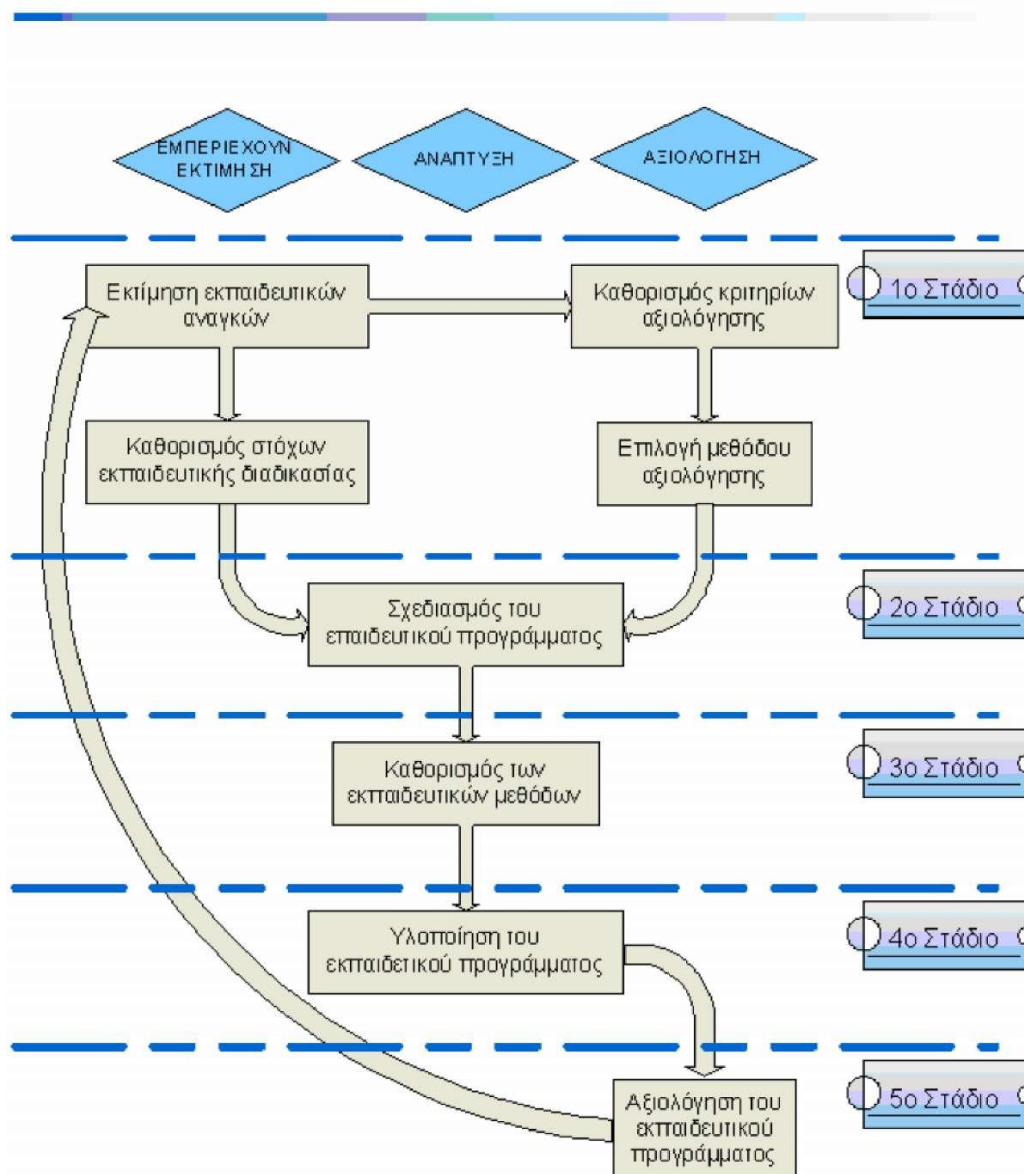 ΕΜΠΕΡΙΕΧΟΥΝ
ΕΚΤΙΜΗΣΗ
ΑΝΑΠΤΥΞΗ
ΑΞΙΟΛΟΓΗΣΗ
Εκτίμηση εκπαιδευτικών
αναγκών
Καθορισμός κριτηρίων
αξιολόγησης
1ο Στάδιο
Καθορισμός στόχων
εκπαιδευτικής διαδικασίας
Επιλογή μεθόδου
αξιολόγησης
Σχεδιασμός του
επαιδευτικού προγράμματος
2ο Στάδιο
Καθορισμός των
εκπαιδευτικών μεθόδων
3ο Στάδιο
Υλοποίηση του
εκπαιδετικού προγράμματος
4ο Στάδιο
Αξιολόγηση του
εκπαιδευτικού
προγράμματος
5ο Στάδιο